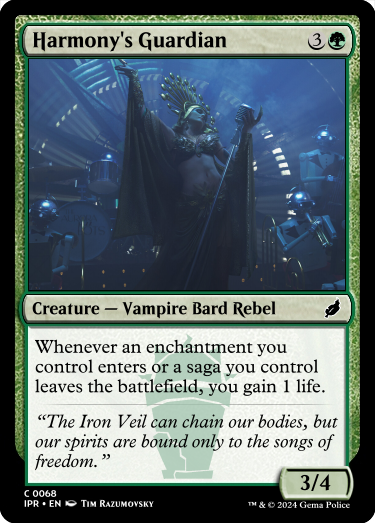 Harmony's Guardian 3
Creature — Vampire Bard Rebel
Whenever an enchantment you
control enters or a saga you control
leaves the battlefield, you gain 1 life.
“The Iron Veil can chain our bodies, but
our spirits are bound only to the songs of
freedom.”
3/4
C 0068
IPR • EN Tim Razumovsky
™ & © 2024 Gema Police